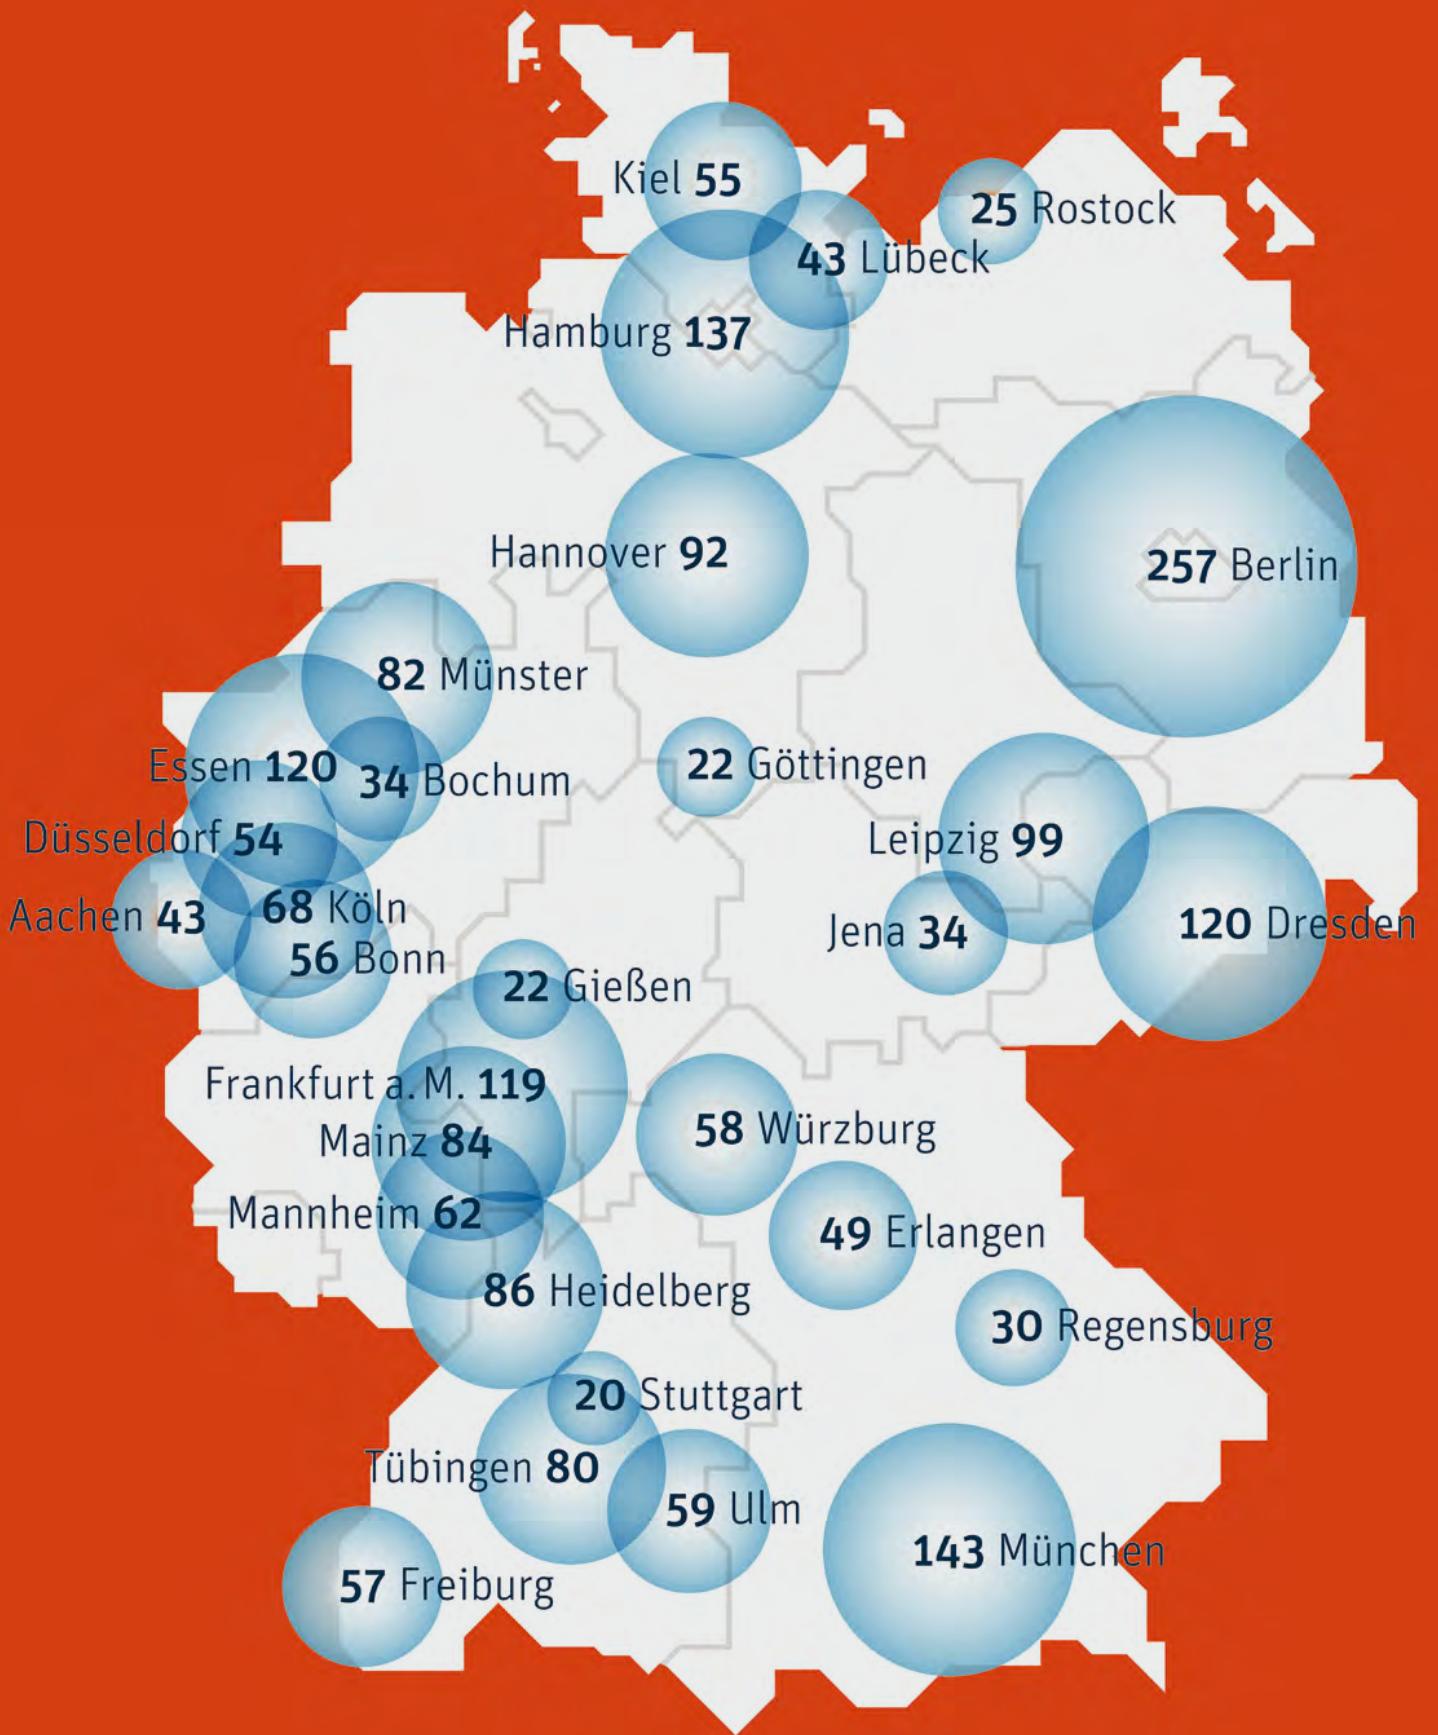 Kiel 55
25 Rostock
43 Lübeck
Hamburg 137
Hannover 92
257 Berlin
82 Münster
Essen 120
34 Bochum
22 Göttingen
Düsseldorf 54
Leipzig 99
Aachen 43
68 Köln
Jena 34
120 Dresden
56 Bonn
22 Gießen
Frankfurt a. M. 119
58 Würzburg
Mainz 84
Mannheim 62
49 Erlangen
86 Heidelberg
30 Regensburg
20 Stuttgart
Tübingen 80
59 Ulm
143 München
57 Freiburg